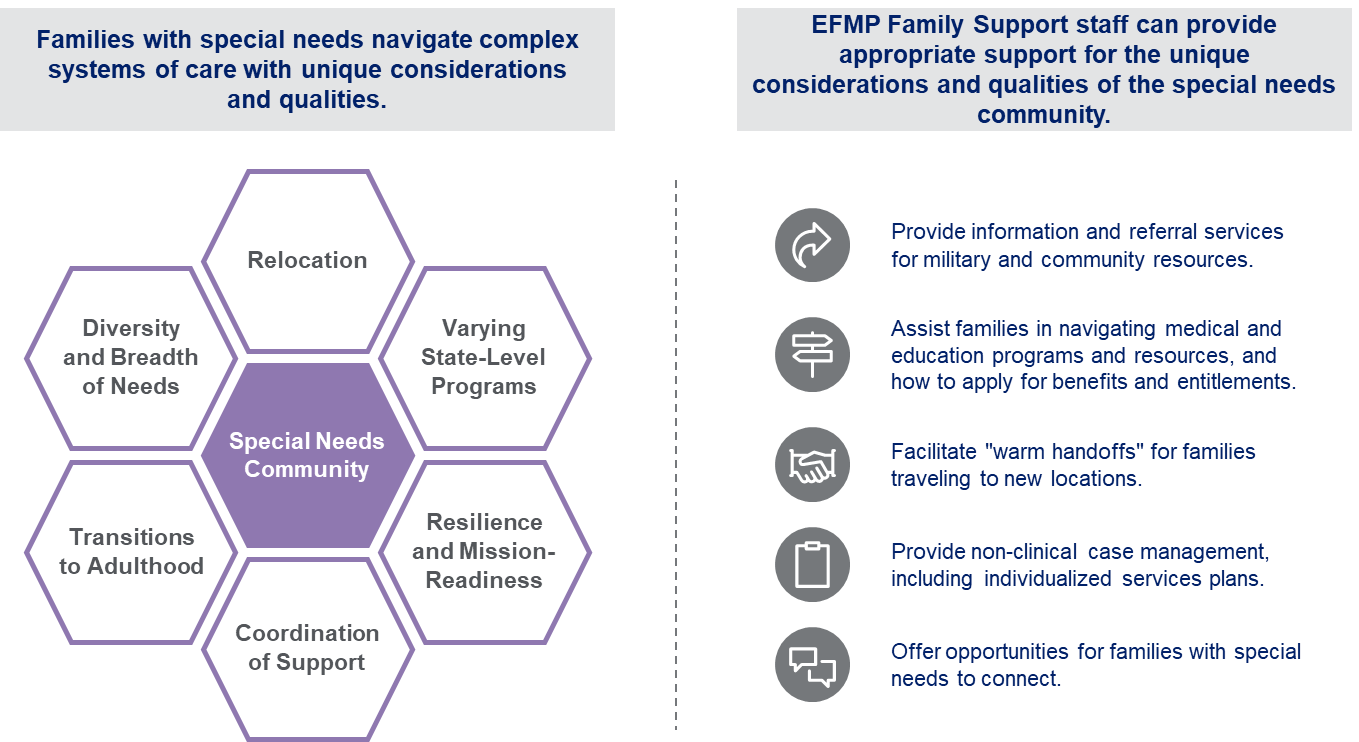 Families with special needs navigate complex
systems of care with unique considerations
and qualities.
Relocation
Diversity
and Breadth
of Needs
Varying
State-Level
Programs
Special Needs
Community
Transitions
to Adulthood
Resilience
and Mission-
Readiness
Coordination
of Support
EFMP Family Support staff can provide
appropriate support for the unique
considerations and qualities of the special needs
community.
Provide information and referral services
for military and community resources.
Assist families in navigating medical and
education programs and resources, and
how to apply for benefits and entitlements.
Facilitate "warm handoffs" for families
traveling to new locations.
Provide non-clinical case management,
including individualized services plans.
Offer opportunities for families with special
needs to connect.